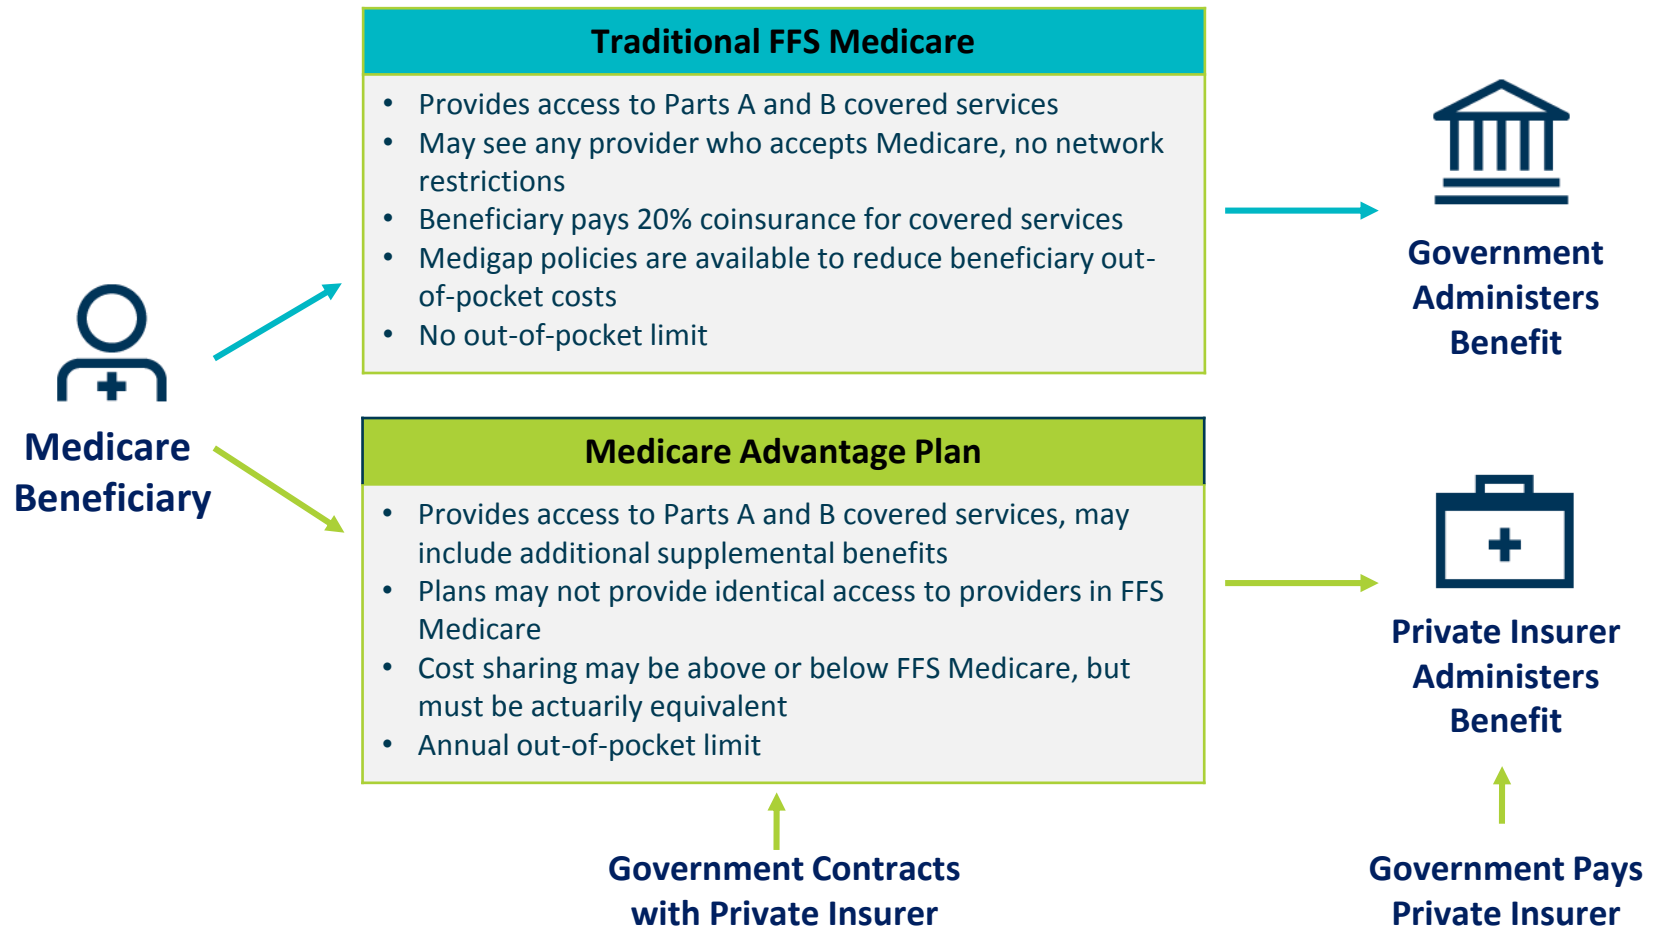 Traditional FFS Medicare
• Provides access to Parts A and B covered services
• May see any provider who accepts Medicare, no network
restrictions
• Beneficiary pays 20% coinsurance for covered services
• Medigap policies are available to reduce beneficiary out-
of-pocket costs
• No out-of-pocket limit
Government
Administers
Benefit
Medicare
Beneficiary
Medicare Advantage Plan
• Provides access to Parts A and B covered services, may
include additional supplemental benefits
• Plans may not provide identical access to providers in FFS
Medicare
• Cost sharing may be above or below FFS Medicare, but
must be actuarily equivalent
• Annual out-of-pocket limit
Private Insurer
Administers
Benefit
Government Contracts
with Private Insurer
Government Pays
Private Insurer